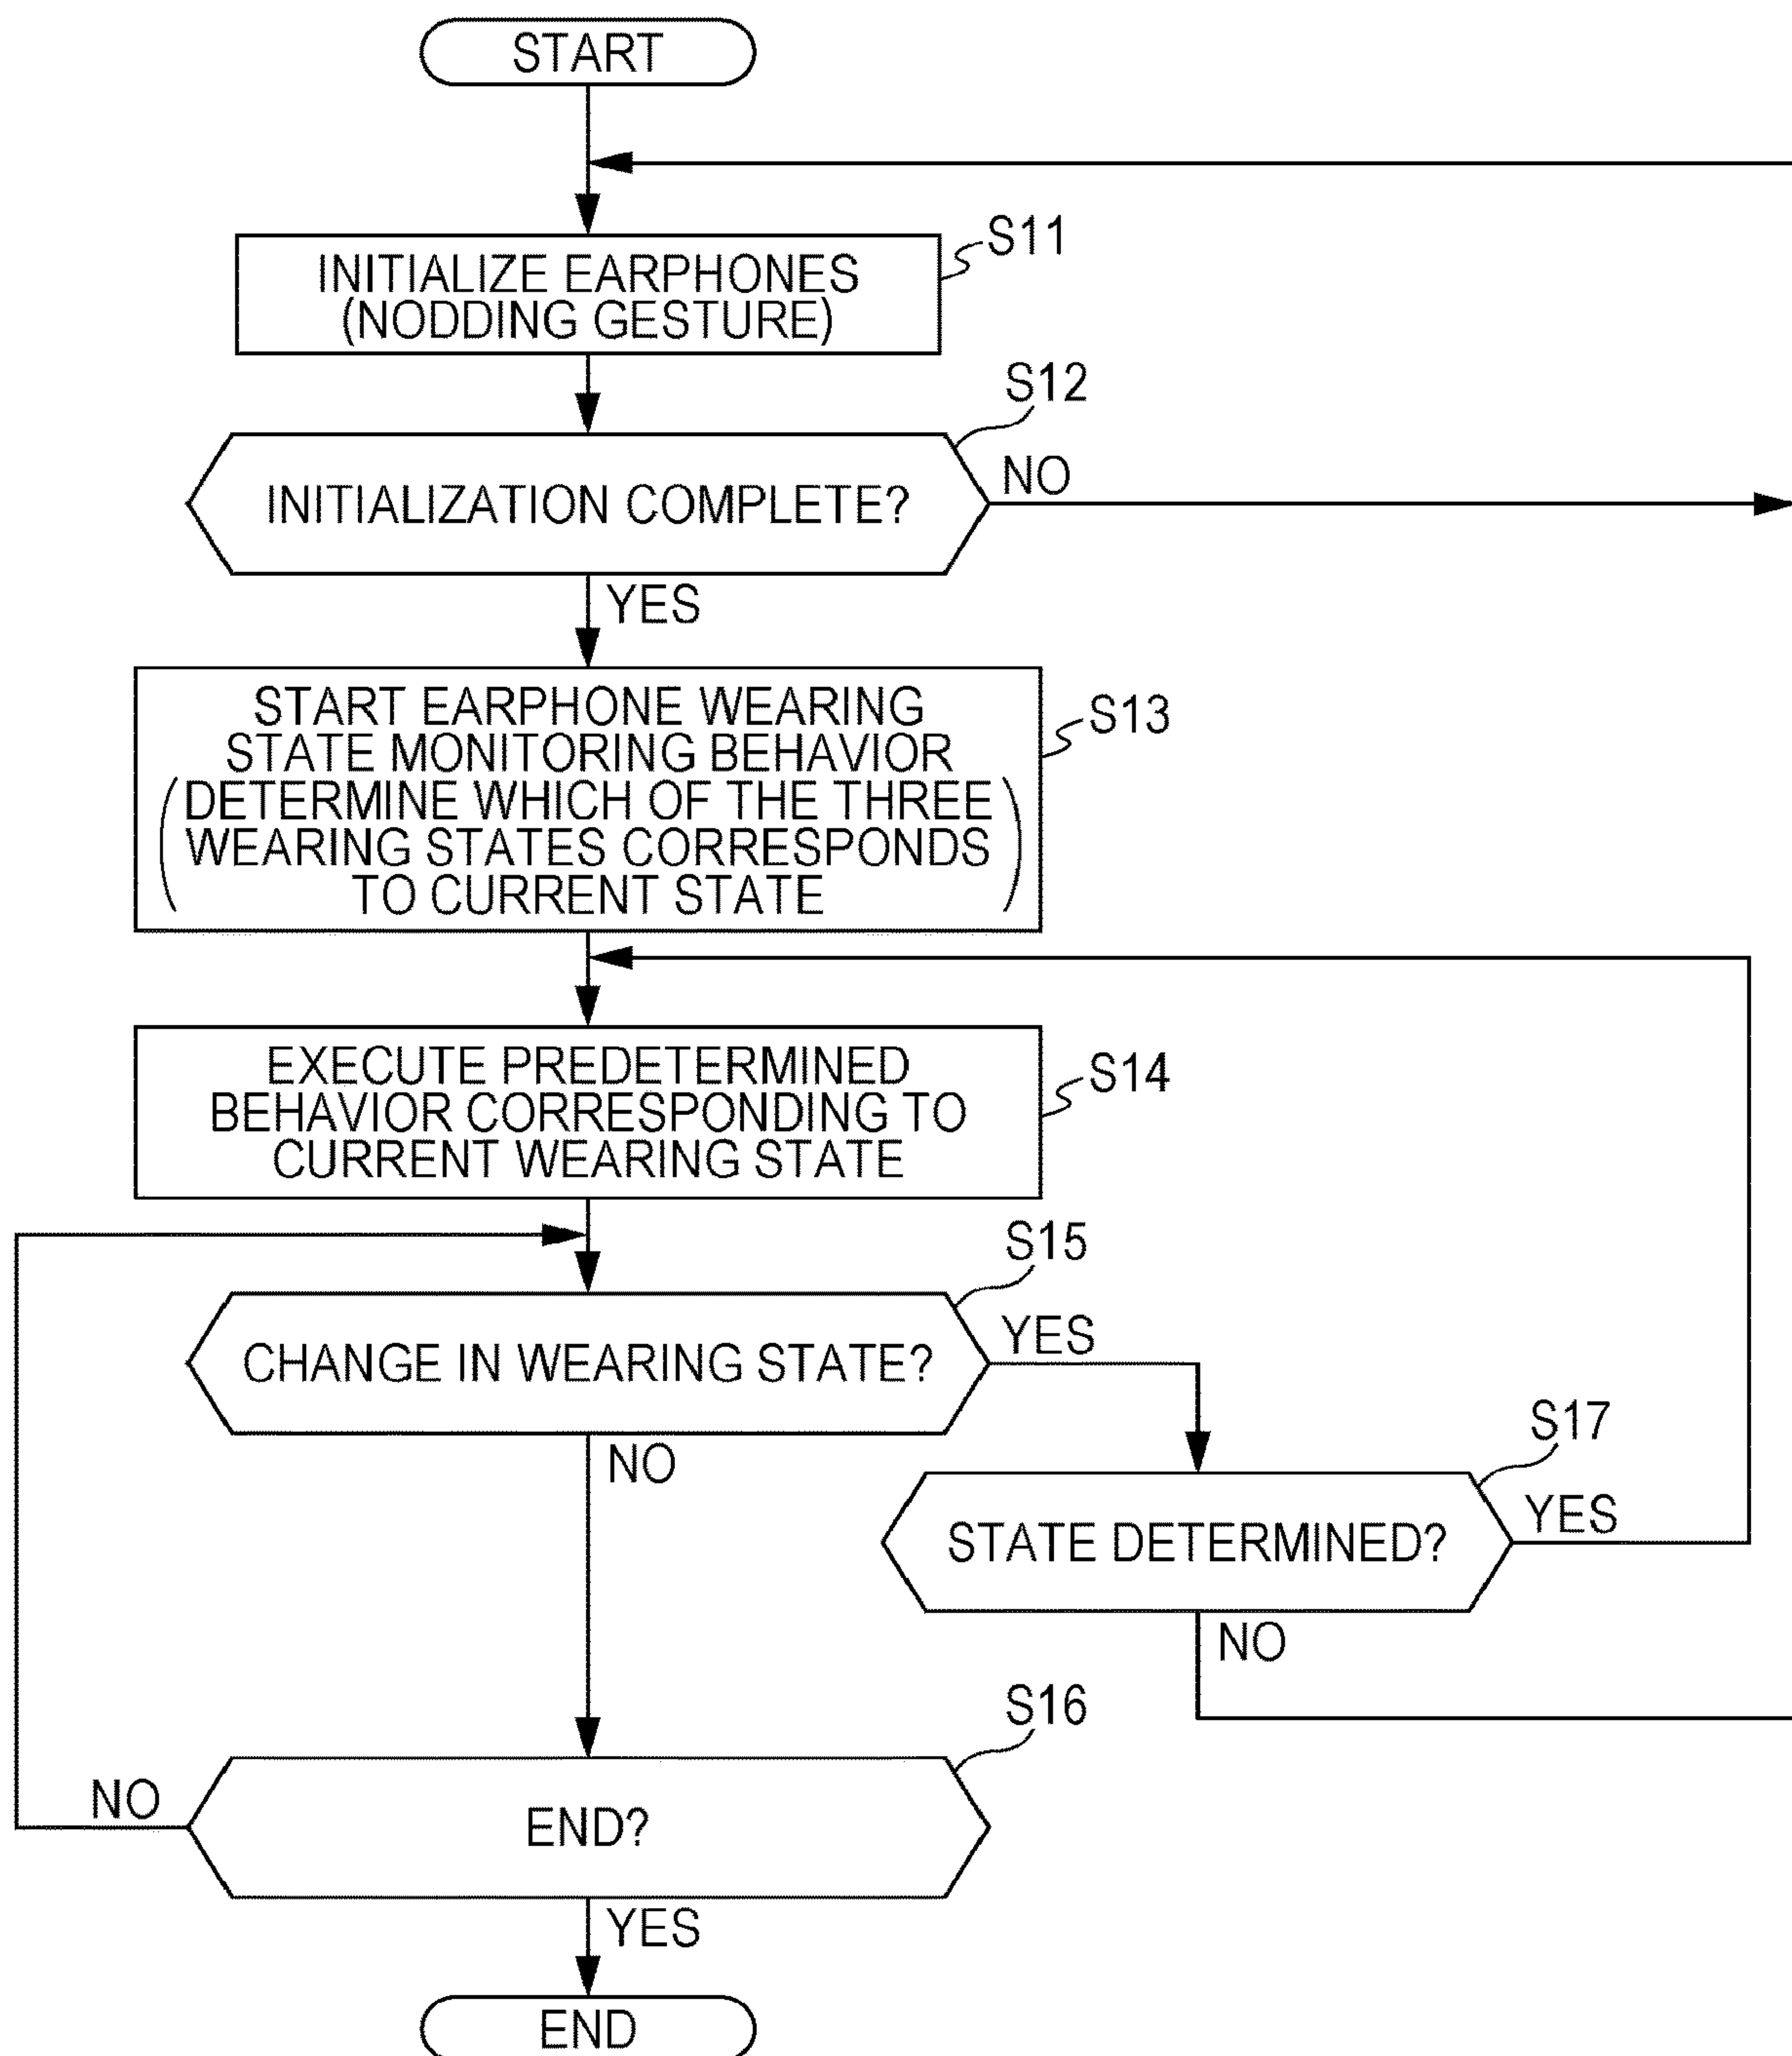 START
S11
INITIALIZE EARPHONES
(NODDING GESTURE)
S12
INITIALIZATION COMPLETE?
NO
YES
S13
START EARPHONE WEARING
STATE MONITORING BEHAVIOR
(DETERMINE WHICH OF THE THREE
WEARING STATES CORRESPONDS
TO CURRENT STATE)
S14
EXECUTE PREDETERMINED
BEHAVIOR CORRESPONDING TO
CURRENT WEARING STATE
S15
CHANGE IN WEARING STATE?
YES
NO
S17
STATE DETERMINED?
YES
NO
S16
END?
NO
YES
END